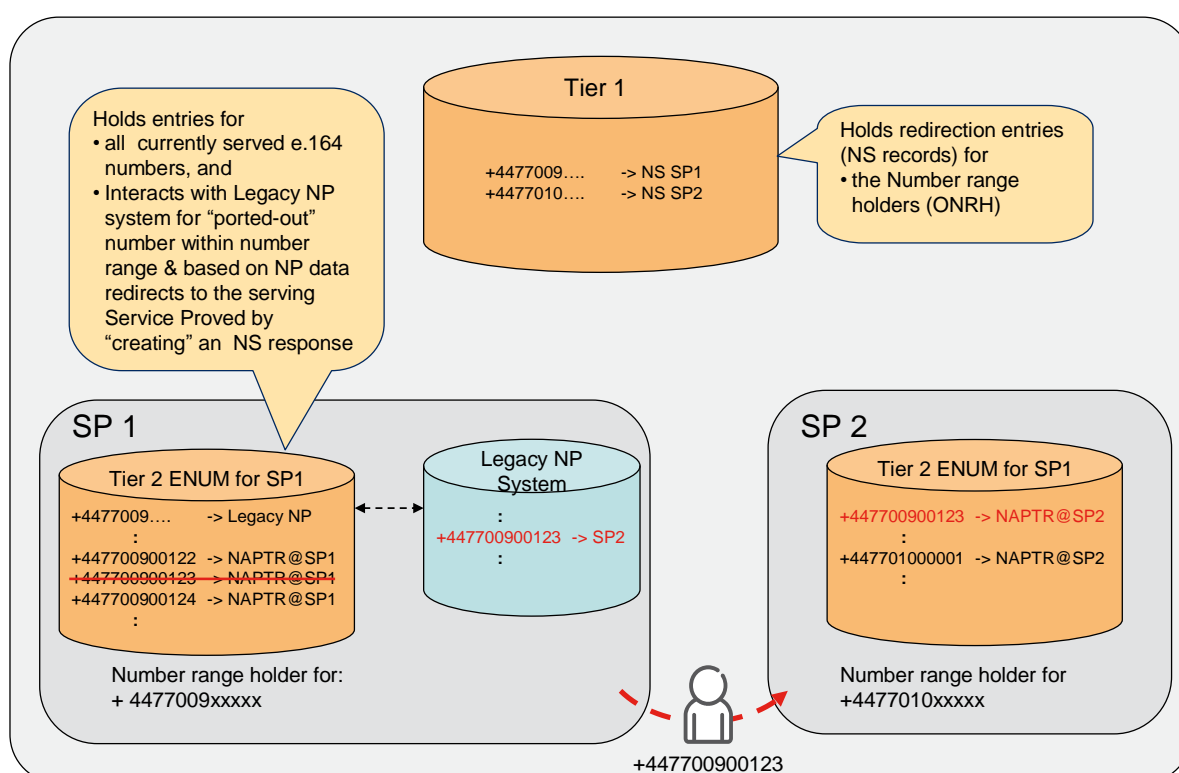 Tier 1
+4477009.... -> NS SP1
+4477010.... -> NS SP2
Holds entries for
• all currently served e.164
numbers, and
• Interacts with Legacy NP
system for “ported-out”
number within number
range & based on NP data
redirects to the serving
Service Proved by
“creating” an NS response
Holds redirection entries
(NS records) for
• the Number range
holders (ONRH)
SP 1
Tier 2 ENUM for SP1
+4477009.... -> Legacy NP
:
+447700900122 -> NAPTR@SP1
+447700900123 -> NAPTR@SP1
+447700900124 -> NAPTR@SP1
:
Legacy NP
System
:
+447700900123 -> SP2
:
Number range holder for:
+ 4477009xxxxx
SP 2
Tier 2 ENUM for SP1
+447700900123 -> NAPTR@SP2
:
+447701000001 -> NAPTR@SP2
:
Number range holder for
+4477010xxxxx
+447700900123